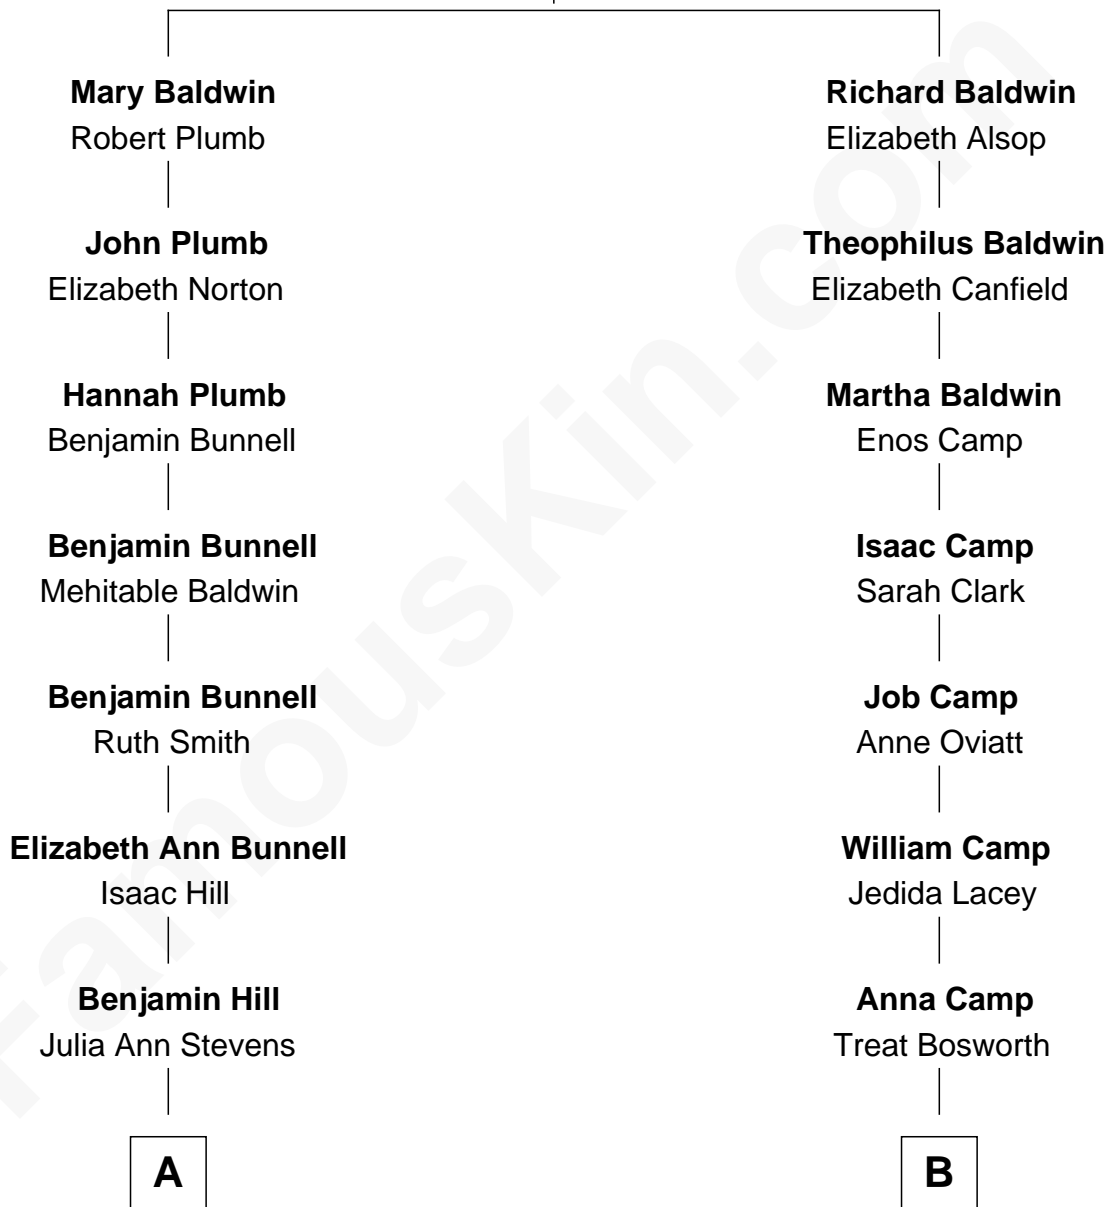 Mary Baldwin
Robert Plumb
John Plumb
Elizabeth Norton
Hannah Plumb
Benjamin Bunnell
Benjamin Bunnell
Mehitable Baldwin
Benjamin Bunnell
Ruth Smith
Elizabeth Ann Bunnell
Isaac Hill
Benjamin Hill
Julia Ann Stevens
A
Richard Baldwin
Elizabeth Alsop
Theophilus Baldwin
Elizabeth Canfield
Martha Baldwin
Enos Camp
Isaac Camp
Sarah Clark
Job Camp
Anne Oviatt
William Camp
Jedida Lacey
Anna Camp
Treat Bosworth
B
FamousKin.com